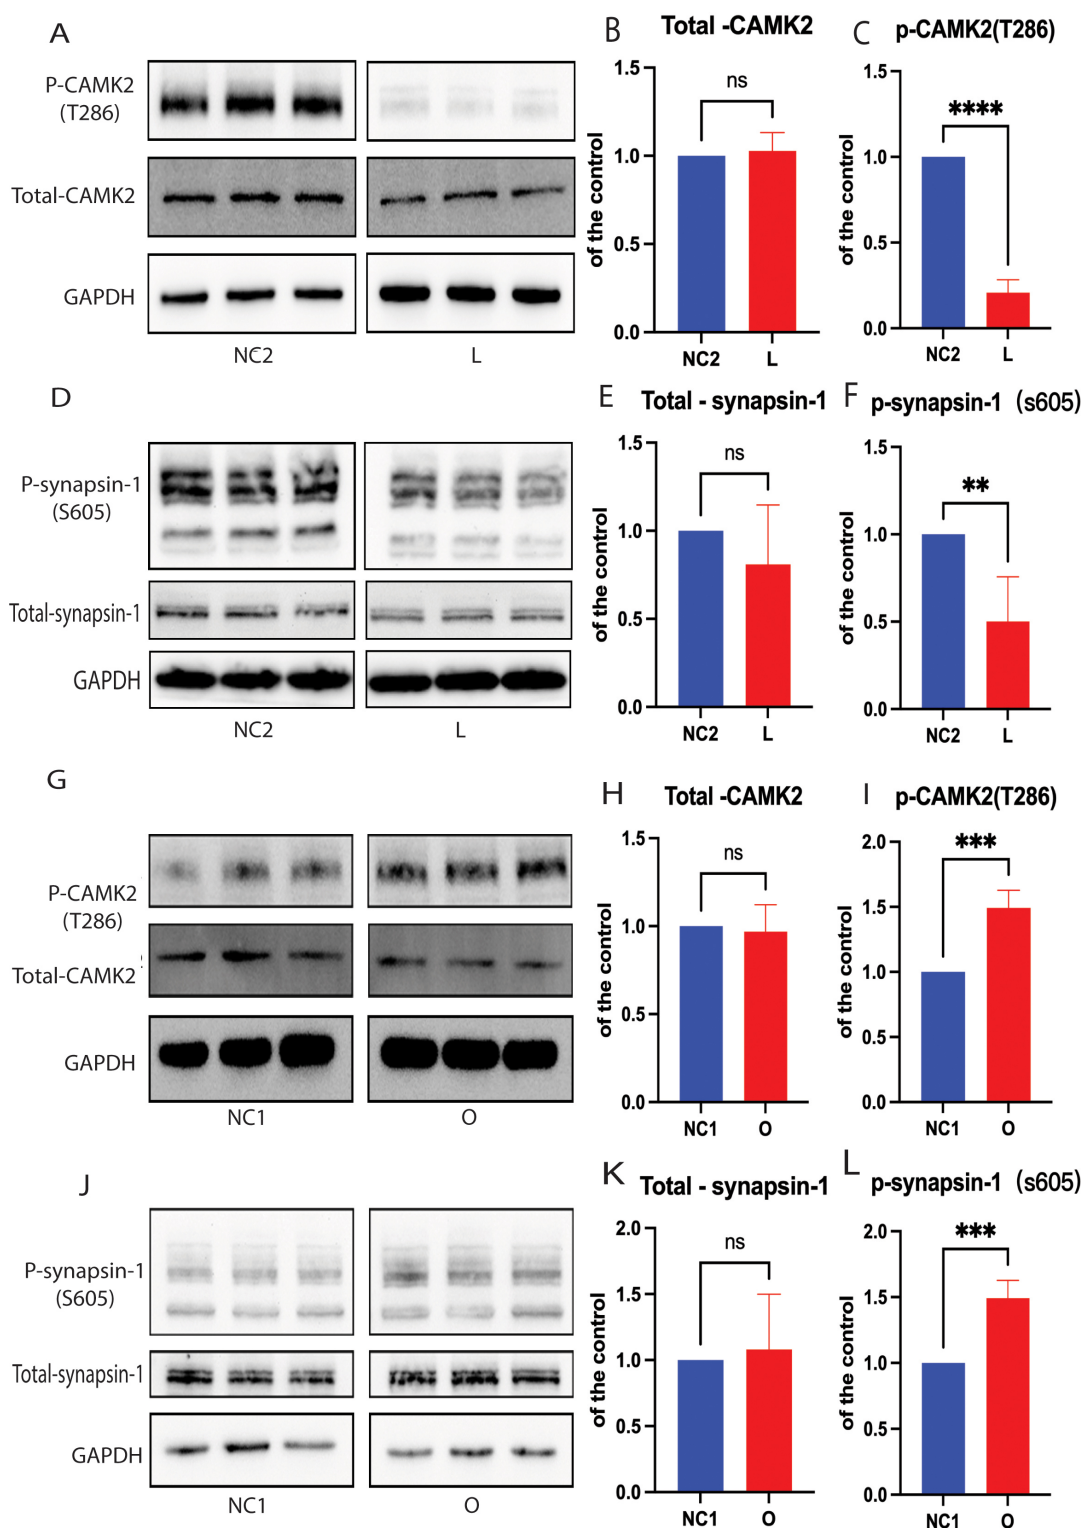 A
P-CAMK2
(T286)
Total-CAMK2
GAPDH
NC2
L
B
Total -CAMK2
of the control
1.5
1.0
0.5
0.0
ns
NC2
L
C
p-CAMK2(T286)
of the control
1.5
1.0
0.5
0.0
****
NC2
L
D
P-synapsin-1
(S605)
Total-synapsin-1
GAPDH
NC2
L
E
Total - synapsin-1
of the control
1.5
1.0
0.5
0.0
ns
NC2
L
F
p-synapsin-1 (s605)
of the control
1.5
1.0
0.5
0.0
**
NC2
L
G
P-CAMK2
(T286)
Total-CAMK2
GAPDH
NC1
O
H
Total -CAMK2
of the control
1.5
1.0
0.5
0.0
ns
NC1
O
I
p-CAMK2(T286)
of the control
2.0
1.5
1.0
0.5
0.0
***
NC1
O
J
P-synapsin-1
(S605)
Total-synapsin-1
GAPDH
NC1
O
K
Total - synapsin-1
of the control
2.0
1.5
1.0
0.5
0.0
ns
NC1
O
L
p-synapsin-1 (s605)
of the control
2.0
1.5
1.0
0.5
0.0
***
NC1
O